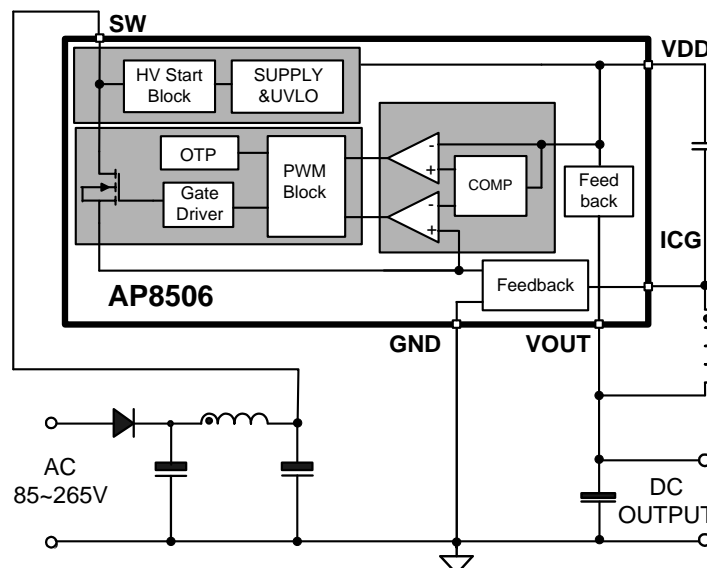 SW
VDD
HV Start
Block
SUPPLY
&UVLO
OTP
PWM
Block
Gate
Driver
-
+
-
+
COMP
Feed
back
ICG
Feedback
AP8506
GND
VOUT
AC
85~265V
DC
OUTPUT